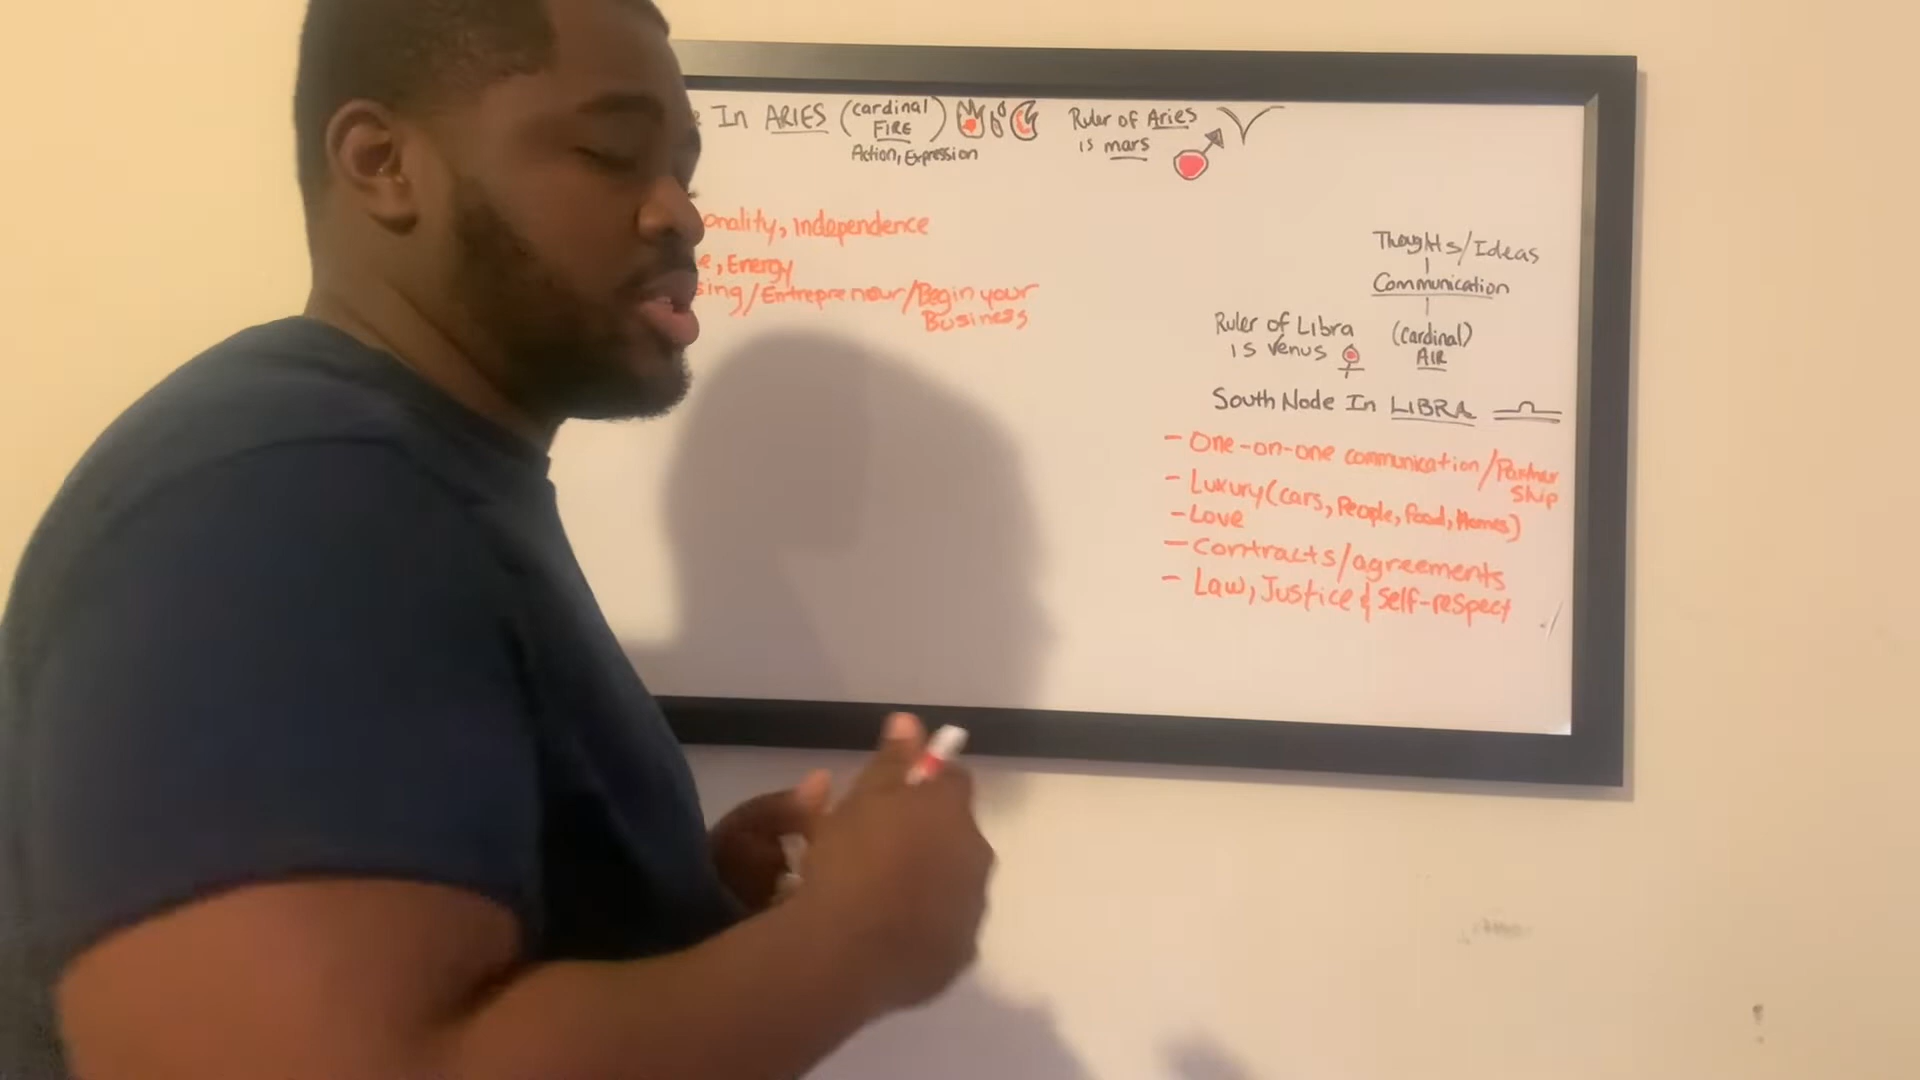 In ARIES (cardinal
FIRE)
Action, Expression
Ruler of Aries
is mars
onality, independence
e, Energy
sing/Entreprenour/Begin your
Business
Thoughts/Ideas
Communication
(cardinal)
AIR
Ruler of Libra
is Venus
South Node In LIBRA
- One-on-one communication/Partner
ship
- Luxury(cars, People, Food, Homes)
- Love
- contracts/agreements
- Law, Justice & Self-respect